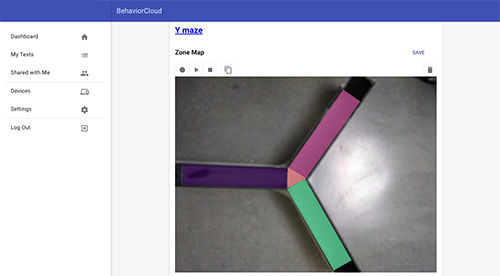 BehaviorCloud
Dashboard
My Tests
Shared with Me
Devices
Settings
Log Out
Y maze
Zone Map
SAVE